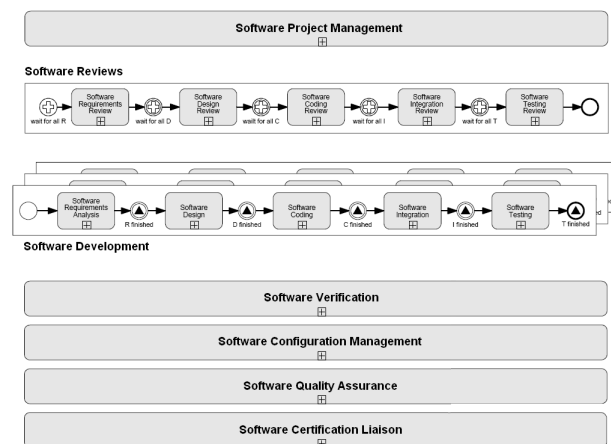 Software Project Management
Software Reviews
Software
Requirements
Review
Software
Design
Review
Software
Coding
Review
Software
Integration
Review
Software
Testing
Review
wait for all R
wait for all D
wait for all C
wait for all I
wait for all T
Software
Requirements
Analysis
Software
Design
Software
Coding
Software
Integration
Software
Testing
R finished
D finished
C finished
I finished
T finished
Software Development
Software Verification
Software Configuration Management
Software Quality Assurance
Software Certification Liaison